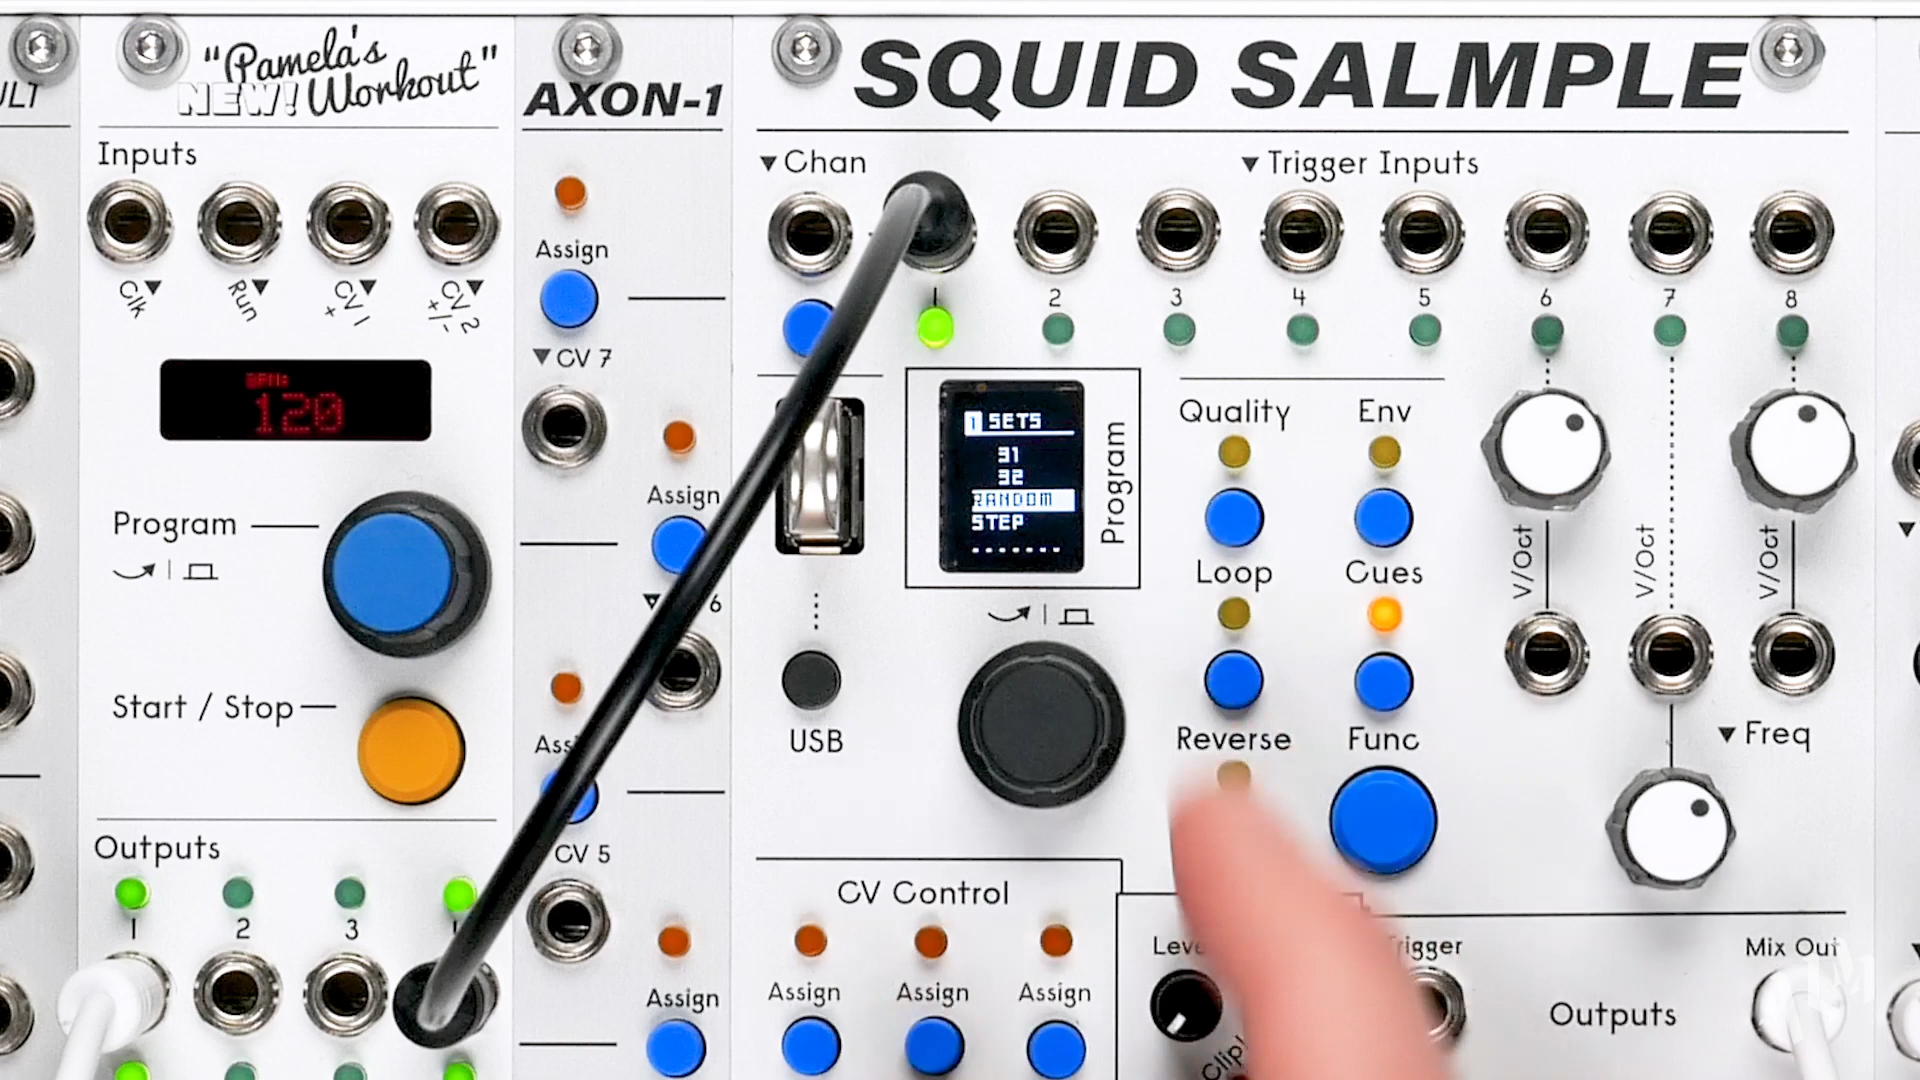 "Pamela's
NEW! Workout"
Inputs
Clk
Run
CV 1
+
CV 2
+/-
BPM:
120
Program
Start / Stop
Outputs
1
2
3
AXON-1
Assign
CV 7
Assign
6
CV 5
Assign
SQUID SALMPLE
Chan
Trigger Inputs
1
2
3
4
5
6
7
8
1 SETS
31
32
RANDOM
STEP
Program
USB
Quality
Env
Loop
Cues
Reverse
Func
V/Oct
V/Oct
V/Oct
Freq
CV Control
Assign
Assign
Assign
Trigger
Clip!
Mix Out
Outputs